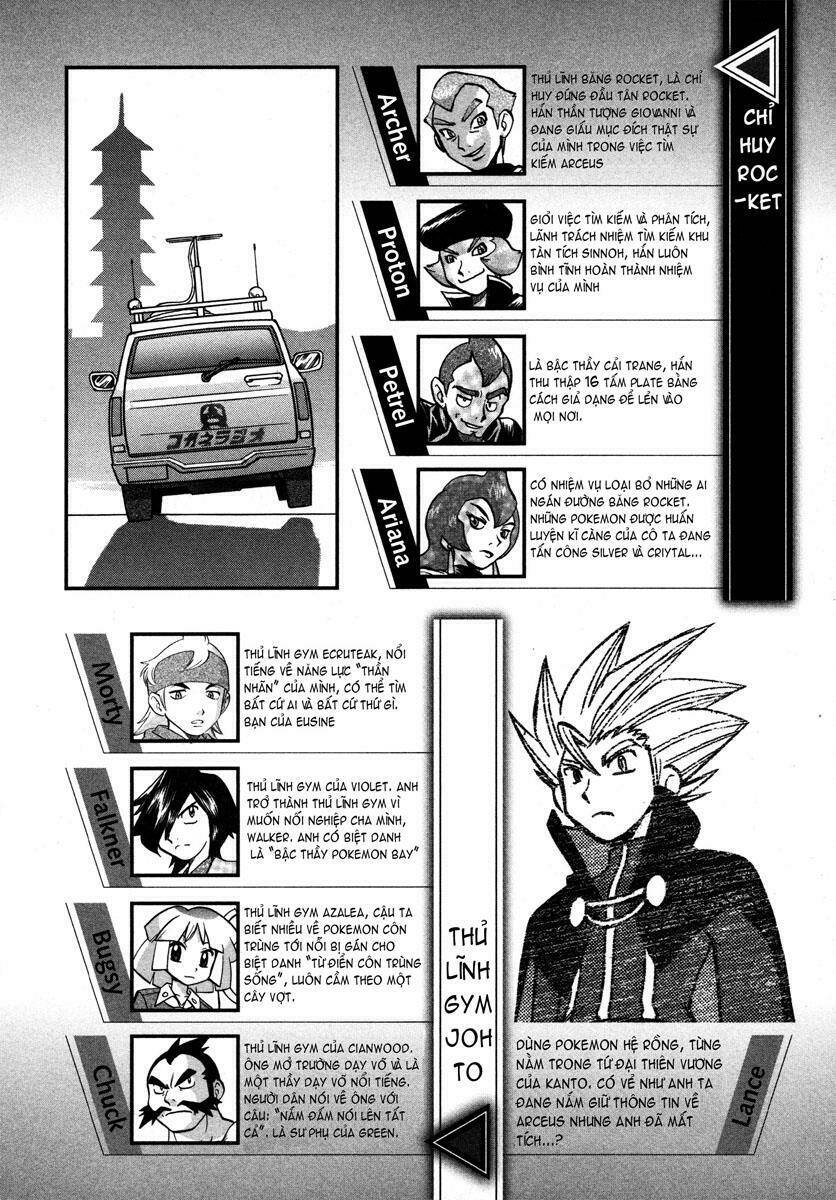 CHỈ
HUY
ROC
-KET
Archer
THỦ LĨNH BĂNG ROCKET, LÀ CHỈ
HUY ĐỨNG ĐẦU TÂN ROCKET.
HẮN THẦN TƯỢNG GIOVANNI VÀ
ĐANG GIẤU MỤC ĐÍCH THẬT SỰ
CỦA MÌNH TRONG VIỆC TÌM
KIẾM ARCEUS
Proton
GIỎI VIỆC TÌM KIẾM VÀ PHÂN TÍCH,
LÃNH TRÁCH NHIỆM TÌM KIẾM KHU
TÀN TÍCH SINNOH, HẮN LUÔN
BÌNH TĨNH HOÀN THÀNH NHIỆM
VỤ CỦA MÌNH
Petrel
LÀ BẬC THẦY CẢI TRANG, HẮN
THU THẬP 16 TẤM PLATE BẰNG
CÁCH GIẢ DẠNG ĐỂ LẺN VÀO
MỌI NƠI.
Ariana
CÓ NHIỆM VỤ LOẠI BỎ NHỮNG AI
NGÁN ĐƯỜNG BĂNG ROCKET.
NHỮNG POKEMON ĐƯỢC HUẤN
LUYỆN KĨ CÀNG CỦA CÔ TA ĐANG
TẤN CÔNG SILVER VÀ CRIYTAL...
コガネラジオ
THỦ
LĨNH
GYM
JOH
TO
Morty
THỦ LĨNH GYM ECRUTEAK, NỔI
TIẾNG VỀ NĂNG LỰC "THẦN
NHÃN" CỦA MÌNH, CÓ THỂ TÌM
BẤT CỨ AI VÀ BẤT CỨ THỨ GÌ.
BẠN CỦA EUSINE
Falkner
THỦ LĨNH GYM CỦA VIOLET. ANH
TRỞ THÀNH THỦ LĨNH GYM VÌ
MUỐN NỐI NGHIỆP CHA MÌNH,
WALKER. ANH CÓ BIỆT DANH
LÀ "BẬC THẦY POKEMON BAY"
Bugsy
THỦ LĨNH GYM AZALEA, CẬU TA
BIẾT NHIỀU VỀ POKEMON CÔN
TRÙNG TỚI NỖI BỊ GÁN CHO
BIỆT DANH "TỪ ĐIỂN CÔN TRÙNG
SỐNG", LUÔN CẦM THEO MỘT
CÂY VỢT.
Chuck
THỦ LĨNH GYM CỦA CIANWOOD.
ÔNG MỞ TRƯỜNG DẠY VÕ VÀ LÀ
MỘT THẦY DẠY VÕ NỔI TIẾNG.
NGƯỜI DÂN NÓI VỀ ÔNG VỚI
CÂU: "NẮM ĐẤM NÓI LÊN TẤT
CẢ". LÀ SƯ PHỤ CỦA GREEN.
DÙNG POKEMON HỆ RỒNG, TỪNG
NẰM TRONG TỨ ĐẠI THIÊN VƯƠNG
CỦA KANTO. CÓ VẺ NHƯ ANH TA
ĐANG NẮM GIỮ THÔNG TIN VỀ
ARCEUS NHƯNG ANH ĐÃ MẤT
TÍCH...?
Lance